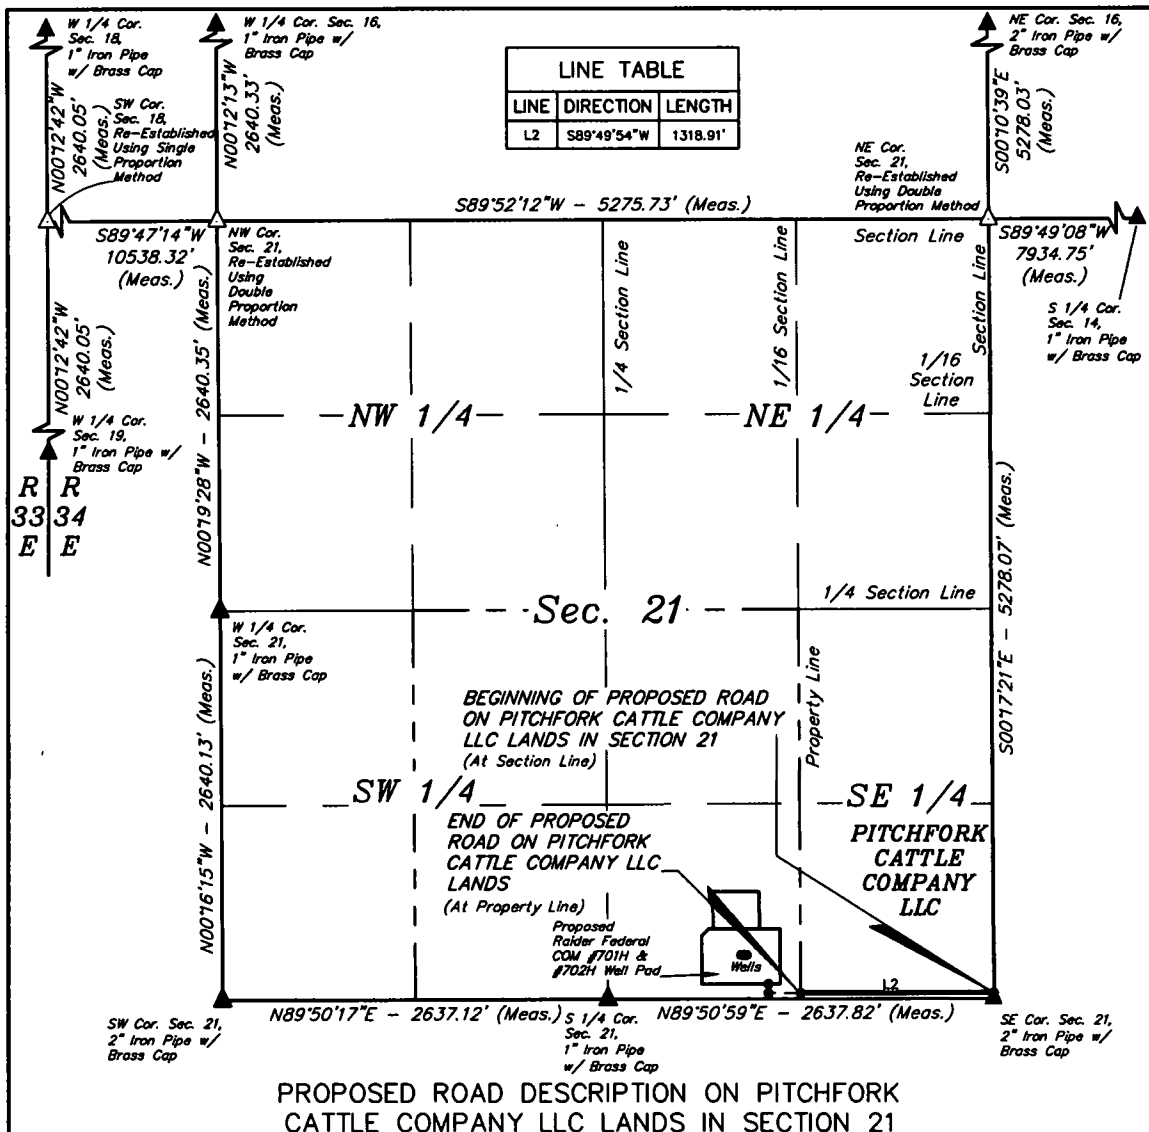 W 1/4 Cor.
Sec. 18,
1" Iron Pipe
w/ Brass Cap
W 1/4 Cor. Sec. 16,
1" Iron Pipe w/
Brass Cap
NE Cor. Sec. 16,
2" Iron Pipe w/
Brass Cap
LINE TABLE
LINE DIRECTION LENGTH
L2 S89°49'54"W 1318.91'
N00°12'42"W
2640.05'
(Meas.)
SW Cor.
Sec. 18,
Re-Established
Using Single
Proportion
Method
N00°12'13"W
2640.33'
(Meas.)
S00°10'39"E
5278.03'
(Meas.)
NE Cor.
Sec. 21,
Re-Established
Using Double
Proportion Method
S89°52'12"W - 5275.73' (Meas.)
S89°47'14"W
10538.32'
(Meas.)
NW Cor.
Sec. 21,
Re-Established
Using
Double
Proportion
Method
Section Line
S89°49'08"W
7934.75'
(Meas.)
S 1/4 Cor.
Sec. 14,
1" Iron Pipe
w/ Brass Cap
1/4 Section Line
1/16 Section Line
Section Line
1/16
Section
Line
N00°12'42"W
2640.05'
(Meas.)
N00°19'28"W - 2640.35' (Meas.)
NW 1/4
NE 1/4
W 1/4 Cor.
Sec. 19,
1" Iron Pipe w/
Brass Cap
R R
33 34
E E
S00°17'21"E - 5278.07' (Meas.)
Sec. 21
1/4 Section Line
W 1/4 Cor.
Sec. 21,
1" Iron Pipe
w/ Brass Cap
Property Line
BEGINNING OF PROPOSED ROAD
ON PITCHFORK CATTLE COMPANY
LLC LANDS IN SECTION 21
(At Section Line)
N00°16'15"W - 2640.13' (Meas.)
SW 1/4
SE 1/4
END OF PROPOSED
ROAD ON PITCHFORK
CATTLE COMPANY LLC
LANDS
(At Property Line)
PITCHFORK
CATTLE
COMPANY
LLC
Proposed
Raider Federal
COM #701H &
#702H Well Pad
Wells
L2
SW Cor. Sec. 21,
2" Iron Pipe w/
Brass Cap
N89°50'17"E - 2637.12' (Meas.)
S 1/4 Cor.
Sec. 21,
1" Iron Pipe
w/ Brass Cap
N89°50'59"E - 2637.82' (Meas.)
SE Cor. Sec. 21,
2" Iron Pipe w/
Brass Cap
PROPOSED ROAD DESCRIPTION ON PITCHFORK
CATTLE COMPANY LLC LANDS IN SECTION 21